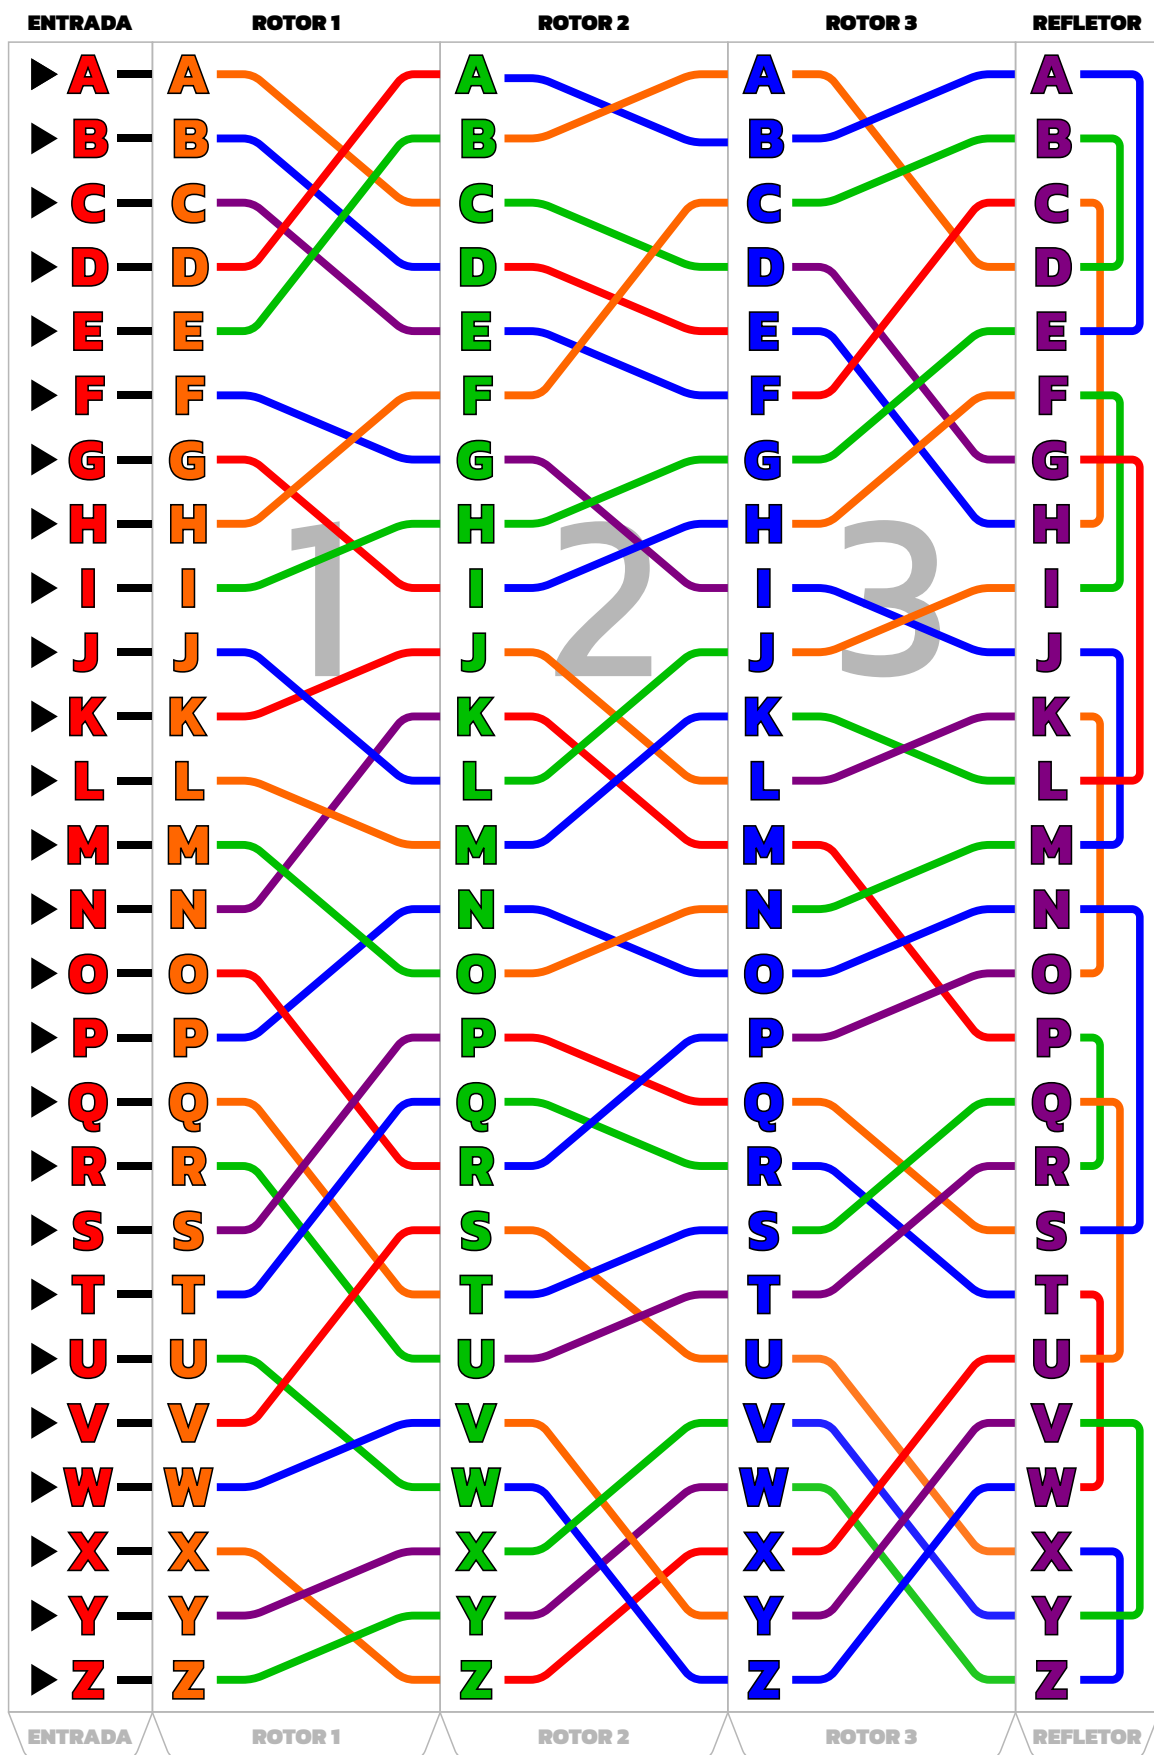 ENTRADA ROTOR 1 ROTOR 2 ROTOR 3 REFLETOR
A A A A A
B B B B B
C C C C C
D D D D D
E E E E E
F F F F F
G G G G G
H H H H H
I I I I I
1 2 3
J J J J J
K K K K K
L L L L L
M M M M M
N N N N N
O O O O O
P P P P P
Q Q Q Q Q
R R R R R
S S S S S
T T T T T
U U U U U
V V V V V
W W W W W
X X X X X
Y Y Y Y Y
Z Z Z Z Z
ENTRADA ROTOR 1 ROTOR 2 ROTOR 3 REFLETOR